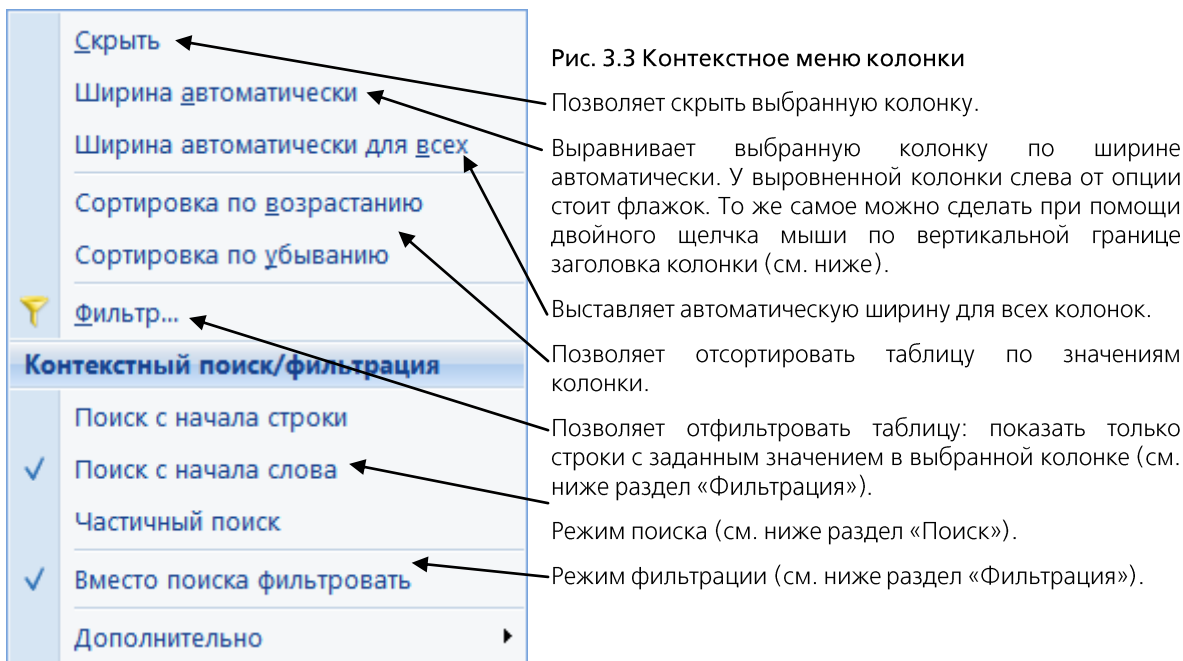 Скрыть
Ширина автоматически
Ширина автоматически для всех
Сортировка по возрастанию
Сортировка по убыванию
Фильтр...
Контекстный поиск/фильтрация
Поиск с начала строки
Поиск с начала слова
Частичный поиск
Вместо поиска фильтровать
Дополнительно
Рис. 3.3 Контекстное меню колонки
Позволяет скрыть выбранную колонку.
Выравнивает выбранную колонку по ширине
автоматически. У выровненной колонки слева от опции
стоит флажок. То же самое можно сделать при помощи
двойного щелчка мыши по вертикальной границе
заголовка колонки (см. ниже).
Выставляет автоматическую ширину для всех колонок.
Позволяет отсортировать таблицу по значениям
колонки.
Позволяет отфильтровать таблицу: показать только
строки с заданным значением в выбранной колонке (см.
ниже раздел «Фильтрация»).
Режим поиска (см. ниже раздел «Поиск»).
Режим фильтрации (см. ниже раздел «Фильтрация»).